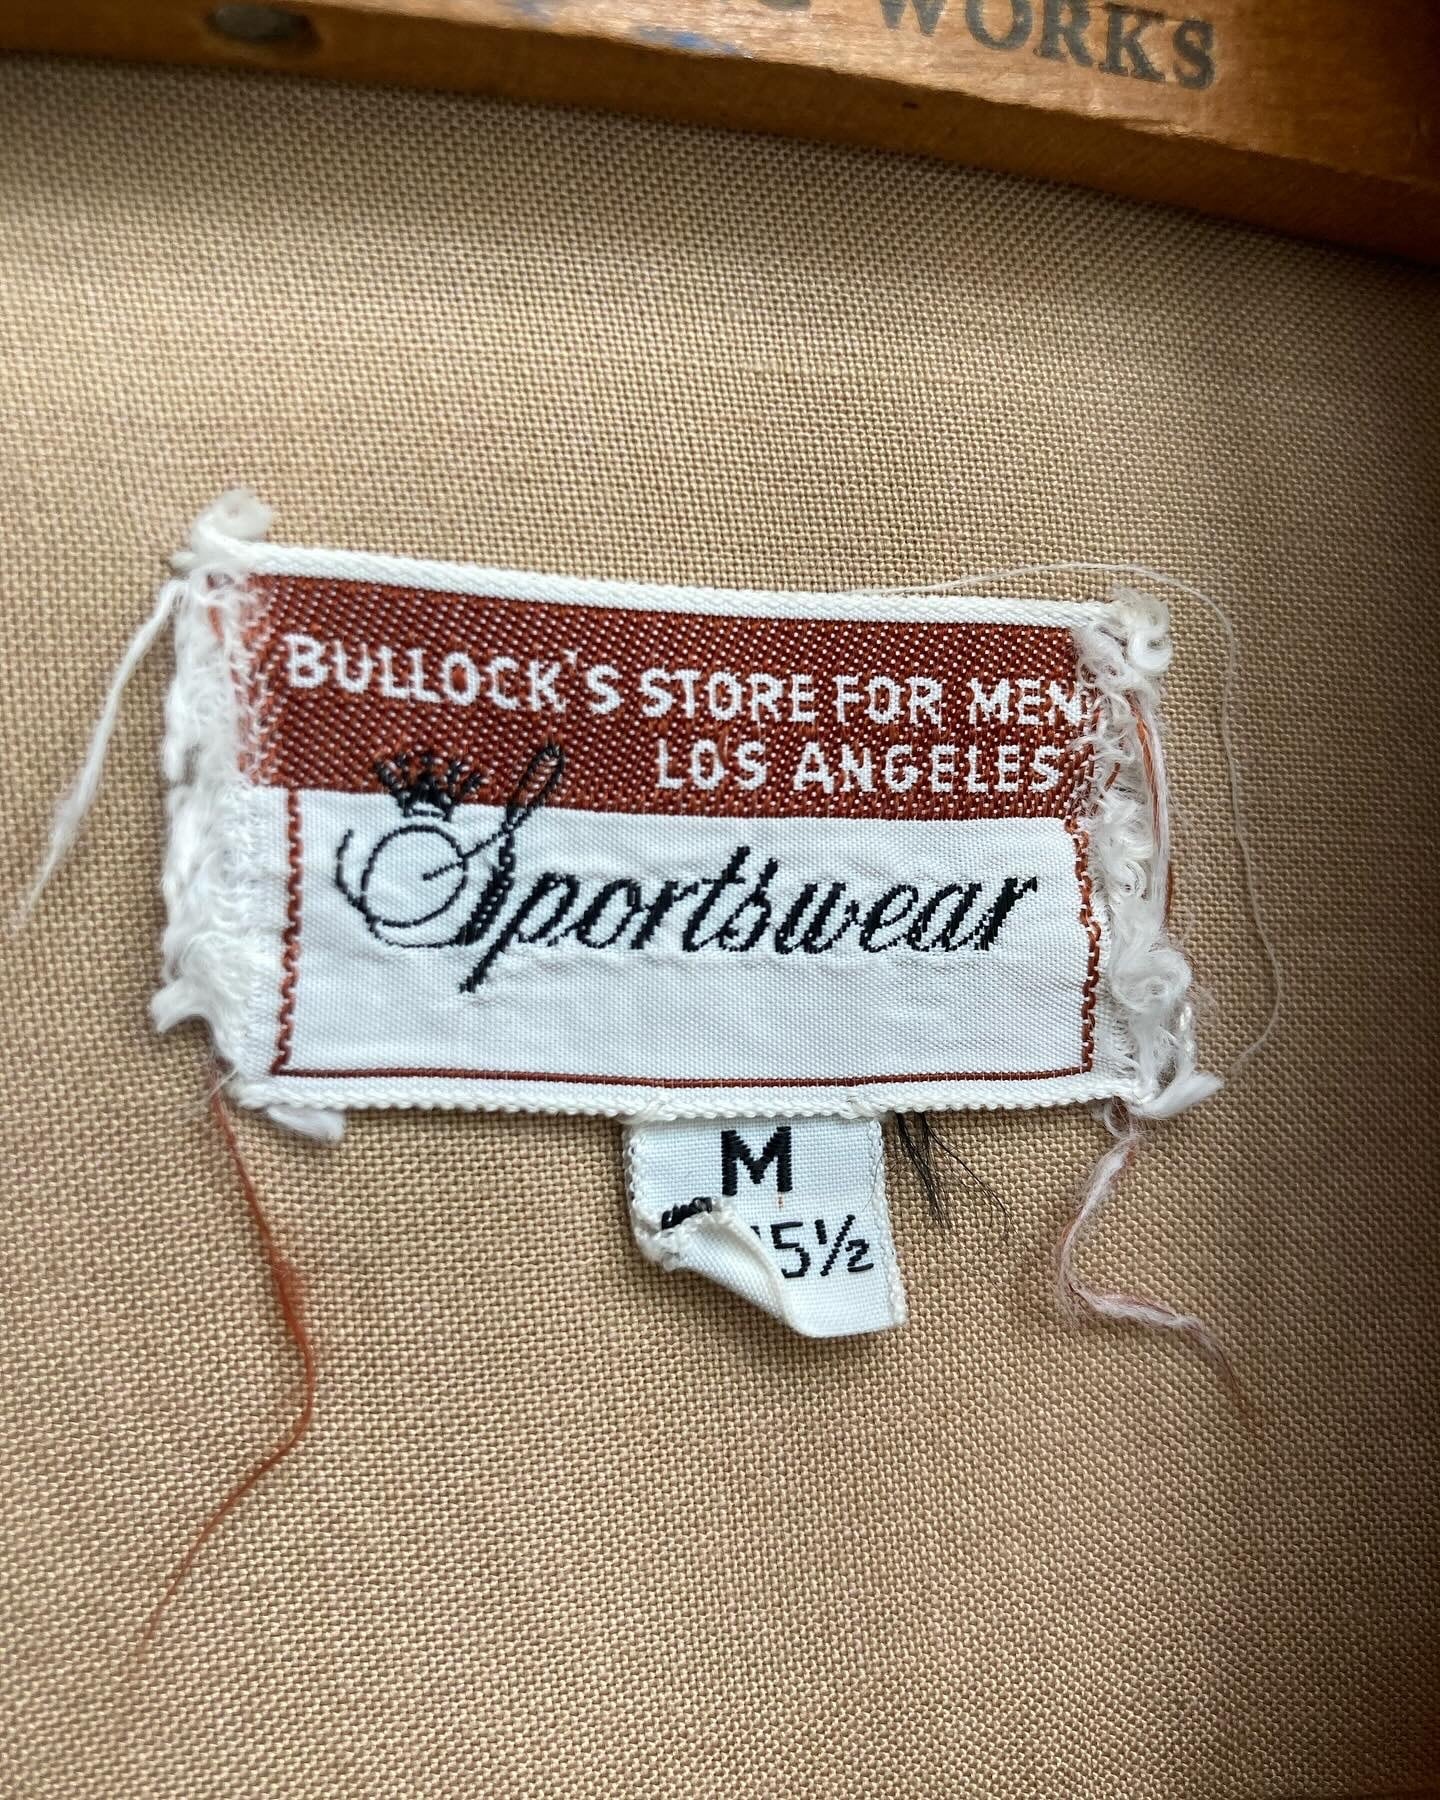 WORKS
BULLOCK'S STORE FOR MEN
LOS ANGELES
Sportswear
M
15½